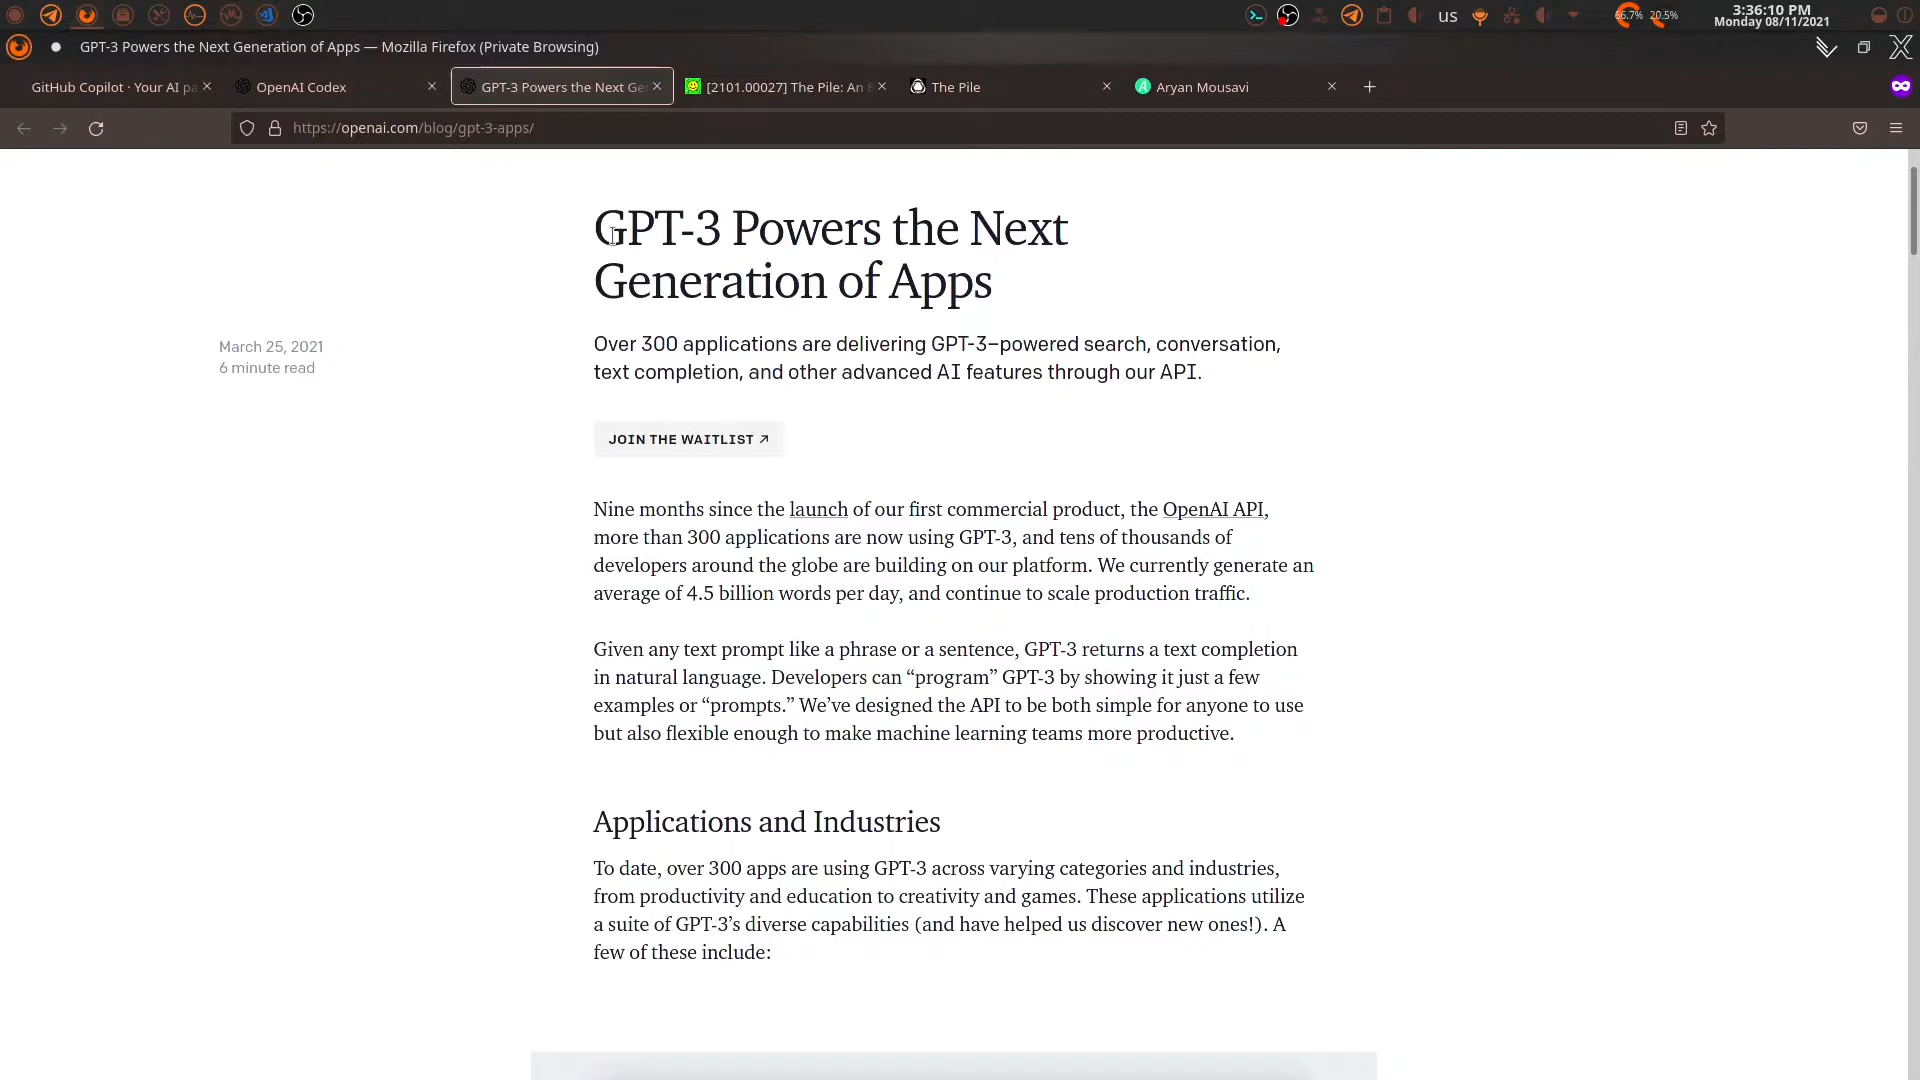 us
66.7% 20.5%
3:36:10 PM
Monday 08/11/2021
GPT-3 Powers the Next Generation of Apps — Mozilla Firefox (Private Browsing)
GitHub Copilot · Your AI pa
OpenAI Codex
GPT-3 Powers the Next Ge
[2101.00027] The Pile: An 8
The Pile
Aryan Mousavi
https://openai.com/blog/gpt-3-apps/
GPT-3 Powers the Next
Generation of Apps
March 25, 2021
6 minute read
Over 300 applications are delivering GPT-3–powered search, conversation,
text completion, and other advanced AI features through our API.
JOIN THE WAITLIST ↗
Nine months since the launch of our first commercial product, the OpenAI API,
more than 300 applications are now using GPT-3, and tens of thousands of
developers around the globe are building on our platform. We currently generate an
average of 4.5 billion words per day, and continue to scale production traffic.
Given any text prompt like a phrase or a sentence, GPT-3 returns a text completion
in natural language. Developers can “program” GPT-3 by showing it just a few
examples or “prompts.” We’ve designed the API to be both simple for anyone to use
but also flexible enough to make machine learning teams more productive.
Applications and Industries
To date, over 300 apps are using GPT-3 across varying categories and industries,
from productivity and education to creativity and games. These applications utilize
a suite of GPT-3’s diverse capabilities (and have helped us discover new ones!). A
few of these include: